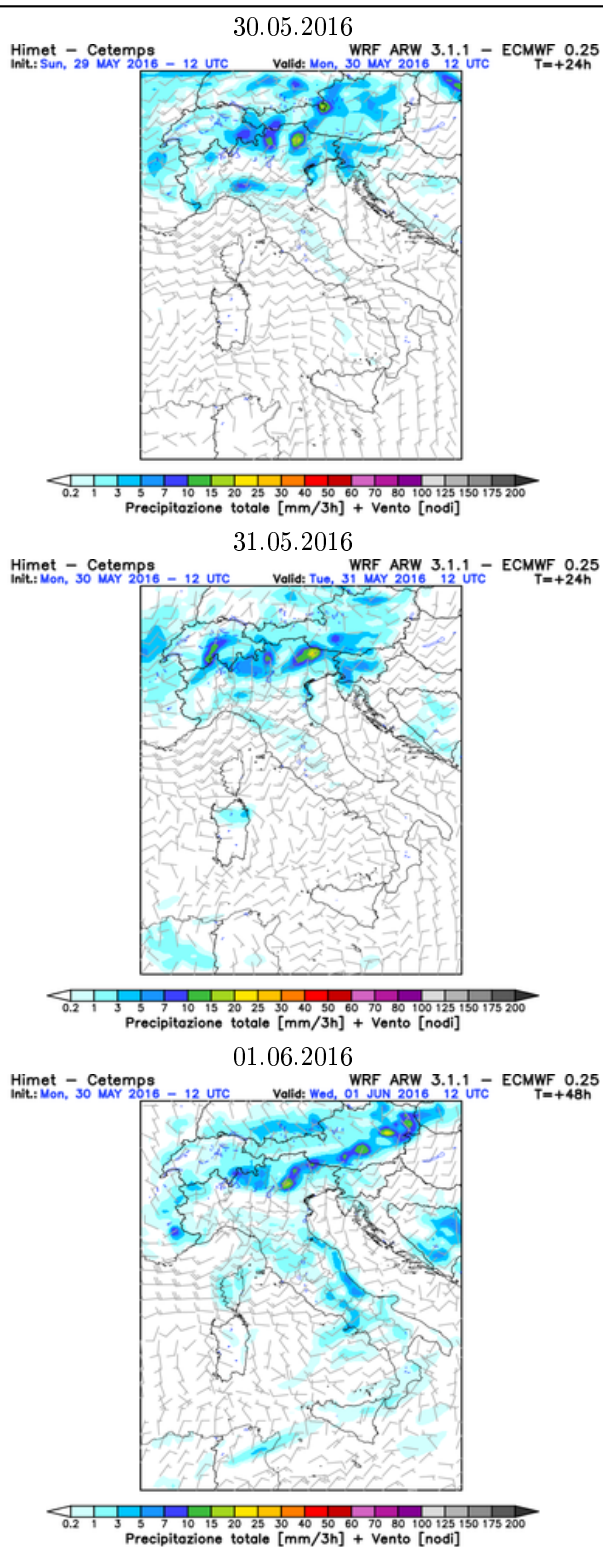 30.05.2016
Himet – Cetemps WRF ARW 3.1.1 – ECMWF 0.25
Init.: Sun, 29 MAY 2016 – 12 UTC Valid: Mon, 30 MAY 2016 12 UTC T=+24h
0.2 1 3 5 7 10 15 20 25 30 40 50 60 70 80 100 125 150 175 200
Precipitazione totale [mm/3h] + Vento [nodi]
31.05.2016
Himet – Cetemps WRF ARW 3.1.1 – ECMWF 0.25
Init.: Mon, 30 MAY 2016 – 12 UTC Valid: Tue, 31 MAY 2016 12 UTC T=+24h
0.2 1 3 5 7 10 15 20 25 30 40 50 60 70 80 100 125 150 175 200
Precipitazione totale [mm/3h] + Vento [nodi]
01.06.2016
Himet – Cetemps WRF ARW 3.1.1 – ECMWF 0.25
Init.: Mon, 30 MAY 2016 – 12 UTC Valid: Wed, 01 JUN 2016 12 UTC T=+48h
0.2 1 3 5 7 10 15 20 25 30 40 50 60 70 80 100 125 150 175 200
Precipitazione totale [mm/3h] + Vento [nodi]